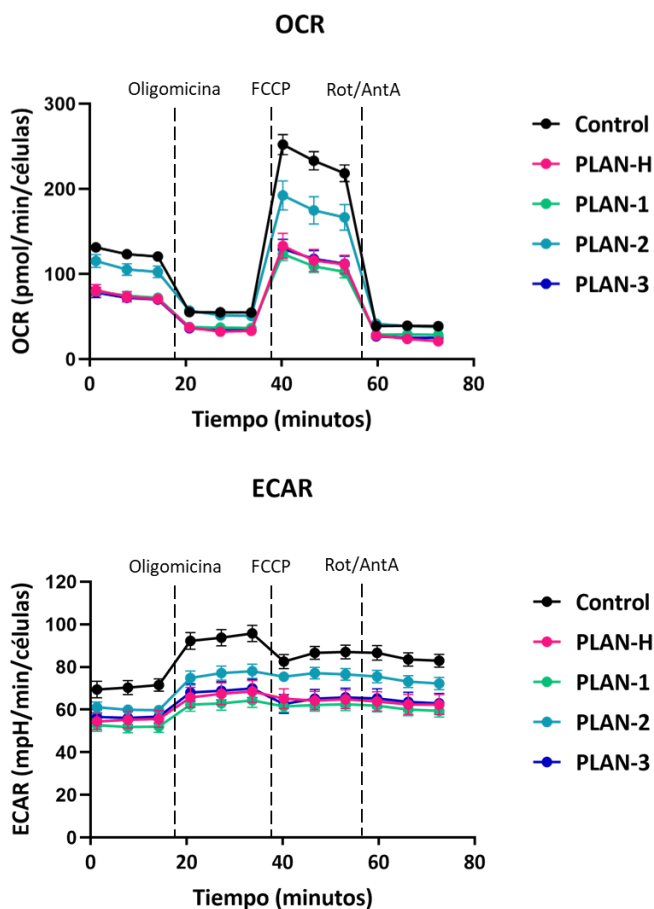 OCR
Oligomicina FCCP Rot/AntA
300
200
100
0
OCR (pmol/min/células)
0 20 40 60 80
Tiempo (minutos)
Control
PLAN-H
PLAN-1
PLAN-2
PLAN-3
ECAR
Oligomicina FCCP Rot/AntA
120
100
80
60
40
20
0
ECAR (mpH/min/células)
0 20 40 60 80
Tiempo (minutos)
Control
PLAN-H
PLAN-1
PLAN-2
PLAN-3